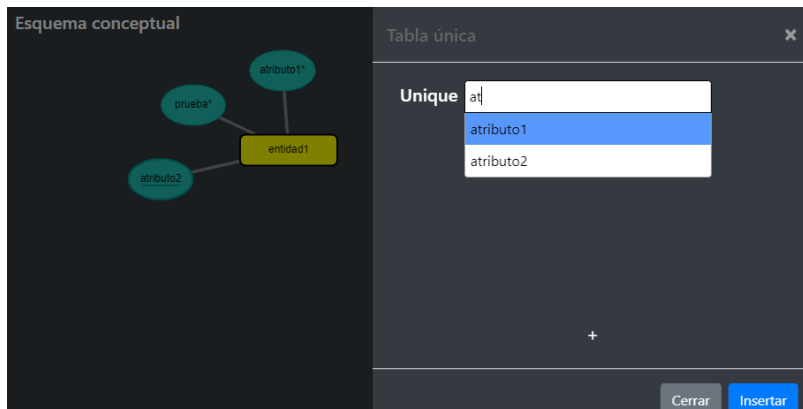 Esquema conceptual
atributo1*
prueba*
entidad1
atributo2
Tabla única
×
Unique at
atributo1
atributo2
+
Cerrar Insertar